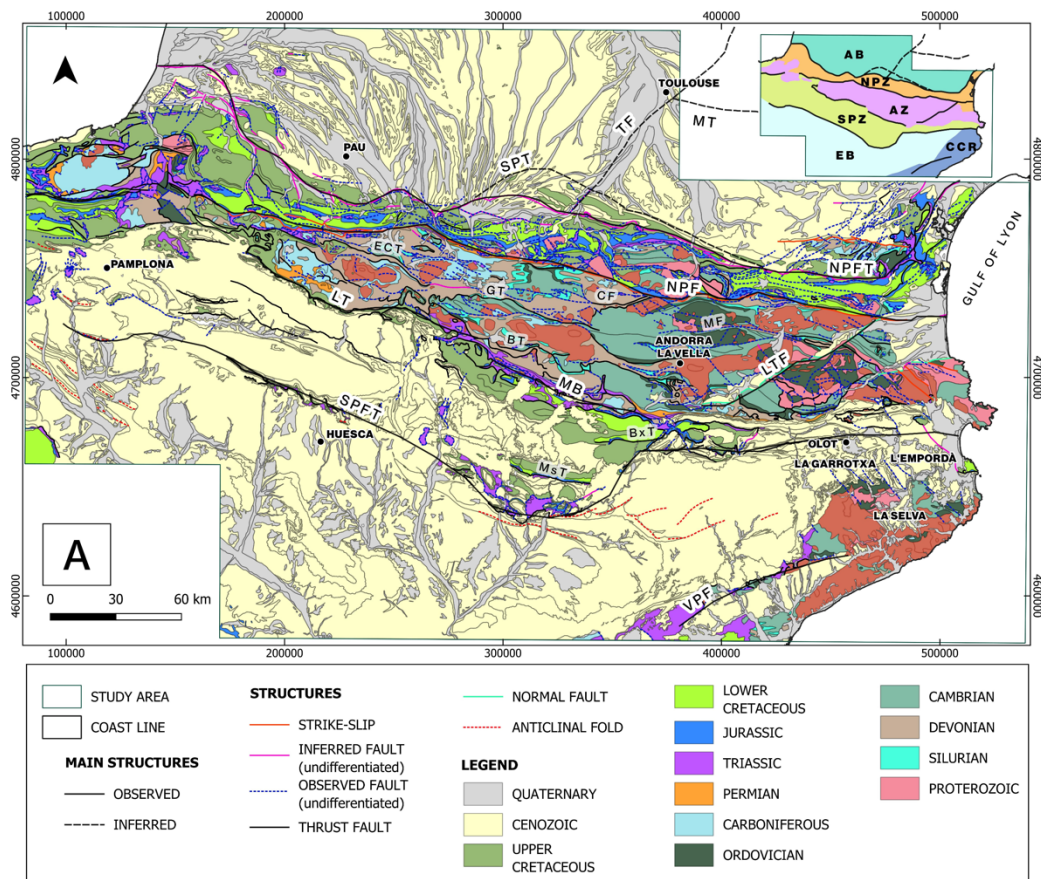 100000 200000 300000 400000 500000
4800000
4700000
4600000
4800000
4700000
4600000
AB
NPZ
AZ
SPZ
EB
CCR
TOULOUSE
MT
TF
PAU
SPT
GULF OF LYON
ECT
PAMPLONA
NPFT
NPF
LT
GT
CF
MF
ANDORRA
LA VELLA
BT
LTF
MB
SPFT
HUESCA
BxT
OLOT
LA GARROTXA
L'EMPORDÀ
MsT
LA SELVA
VPF
A
0 30 60 km
100000 200000 300000 400000 500000
STUDY AREA
COAST LINE
MAIN STRUCTURES
OBSERVED
INFERRED
STRUCTURES
STRIKE-SLIP
INFERRED FAULT
(undifferentiated)
OBSERVED FAULT
(undifferentiated)
THRUST FAULT
NORMAL FAULT
ANTICLINAL FOLD
LEGEND
QUATERNARY
CENOZOIC
UPPER
CRETACEOUS
LOWER
CRETACEOUS
JURASSIC
TRIASSIC
PERMIAN
CARBONIFEROUS
ORDOVICIAN
CAMBRIAN
DEVONIAN
SILURIAN
PROTEROZOIC